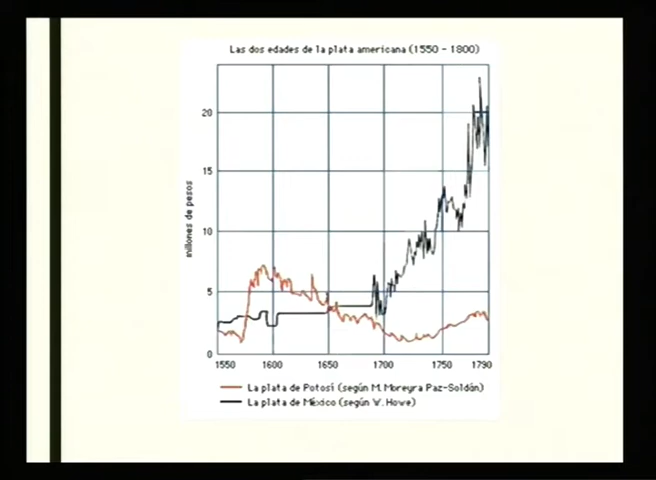 Las dos edades de la plata americana (1550 - 1800)
millones de pesos
20
15
10
5
0
1550 1600 1650 1700 1750 1790
La plata de Potosí (según M. Moreyra Paz-Soldán)
La plata de México (según W. Howe)